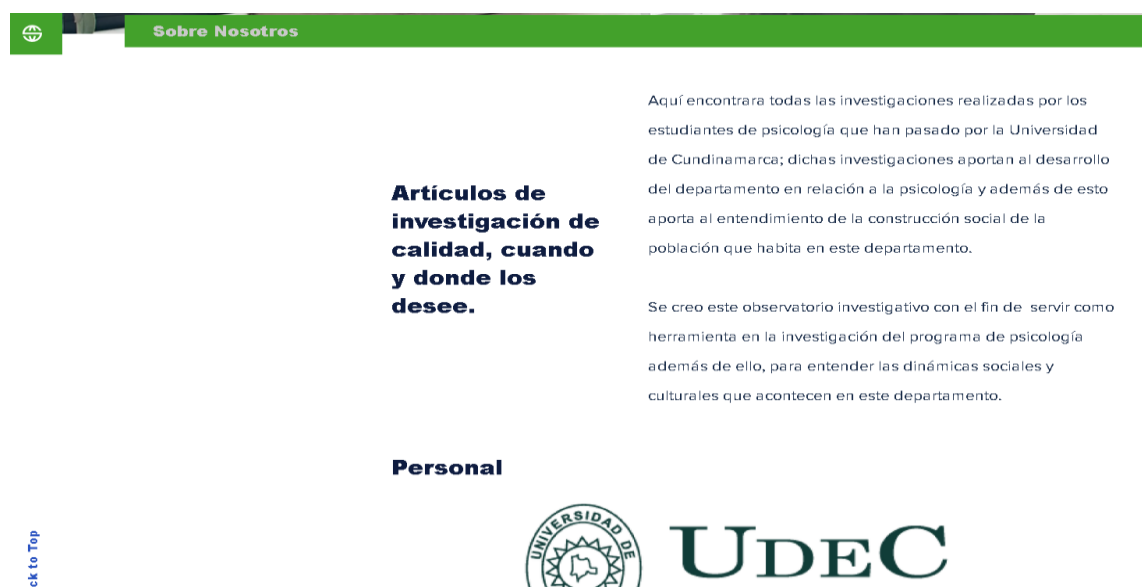 Sobre Nosotros
Artículos de
investigación de
calidad, cuando
y donde los
desee.
Aquí encontrara todas las investigaciones realizadas por los
estudiantes de psicología que han pasado por la Universidad
de Cundinamarca; dichas investigaciones aportan al desarrollo
del departamento en relación a la psicología y además de esto
aporta al entendimiento de la construcción social de la
población que habita en este departamento.
Se creo este observatorio investigativo con el fin de  servir como
herramienta en la investigación del programa de psicología
además de ello, para entender las dinámicas sociales y
culturales que acontecen en este departamento.
Personal
UNIVERSIDAD DE
UDEC
ck to Top